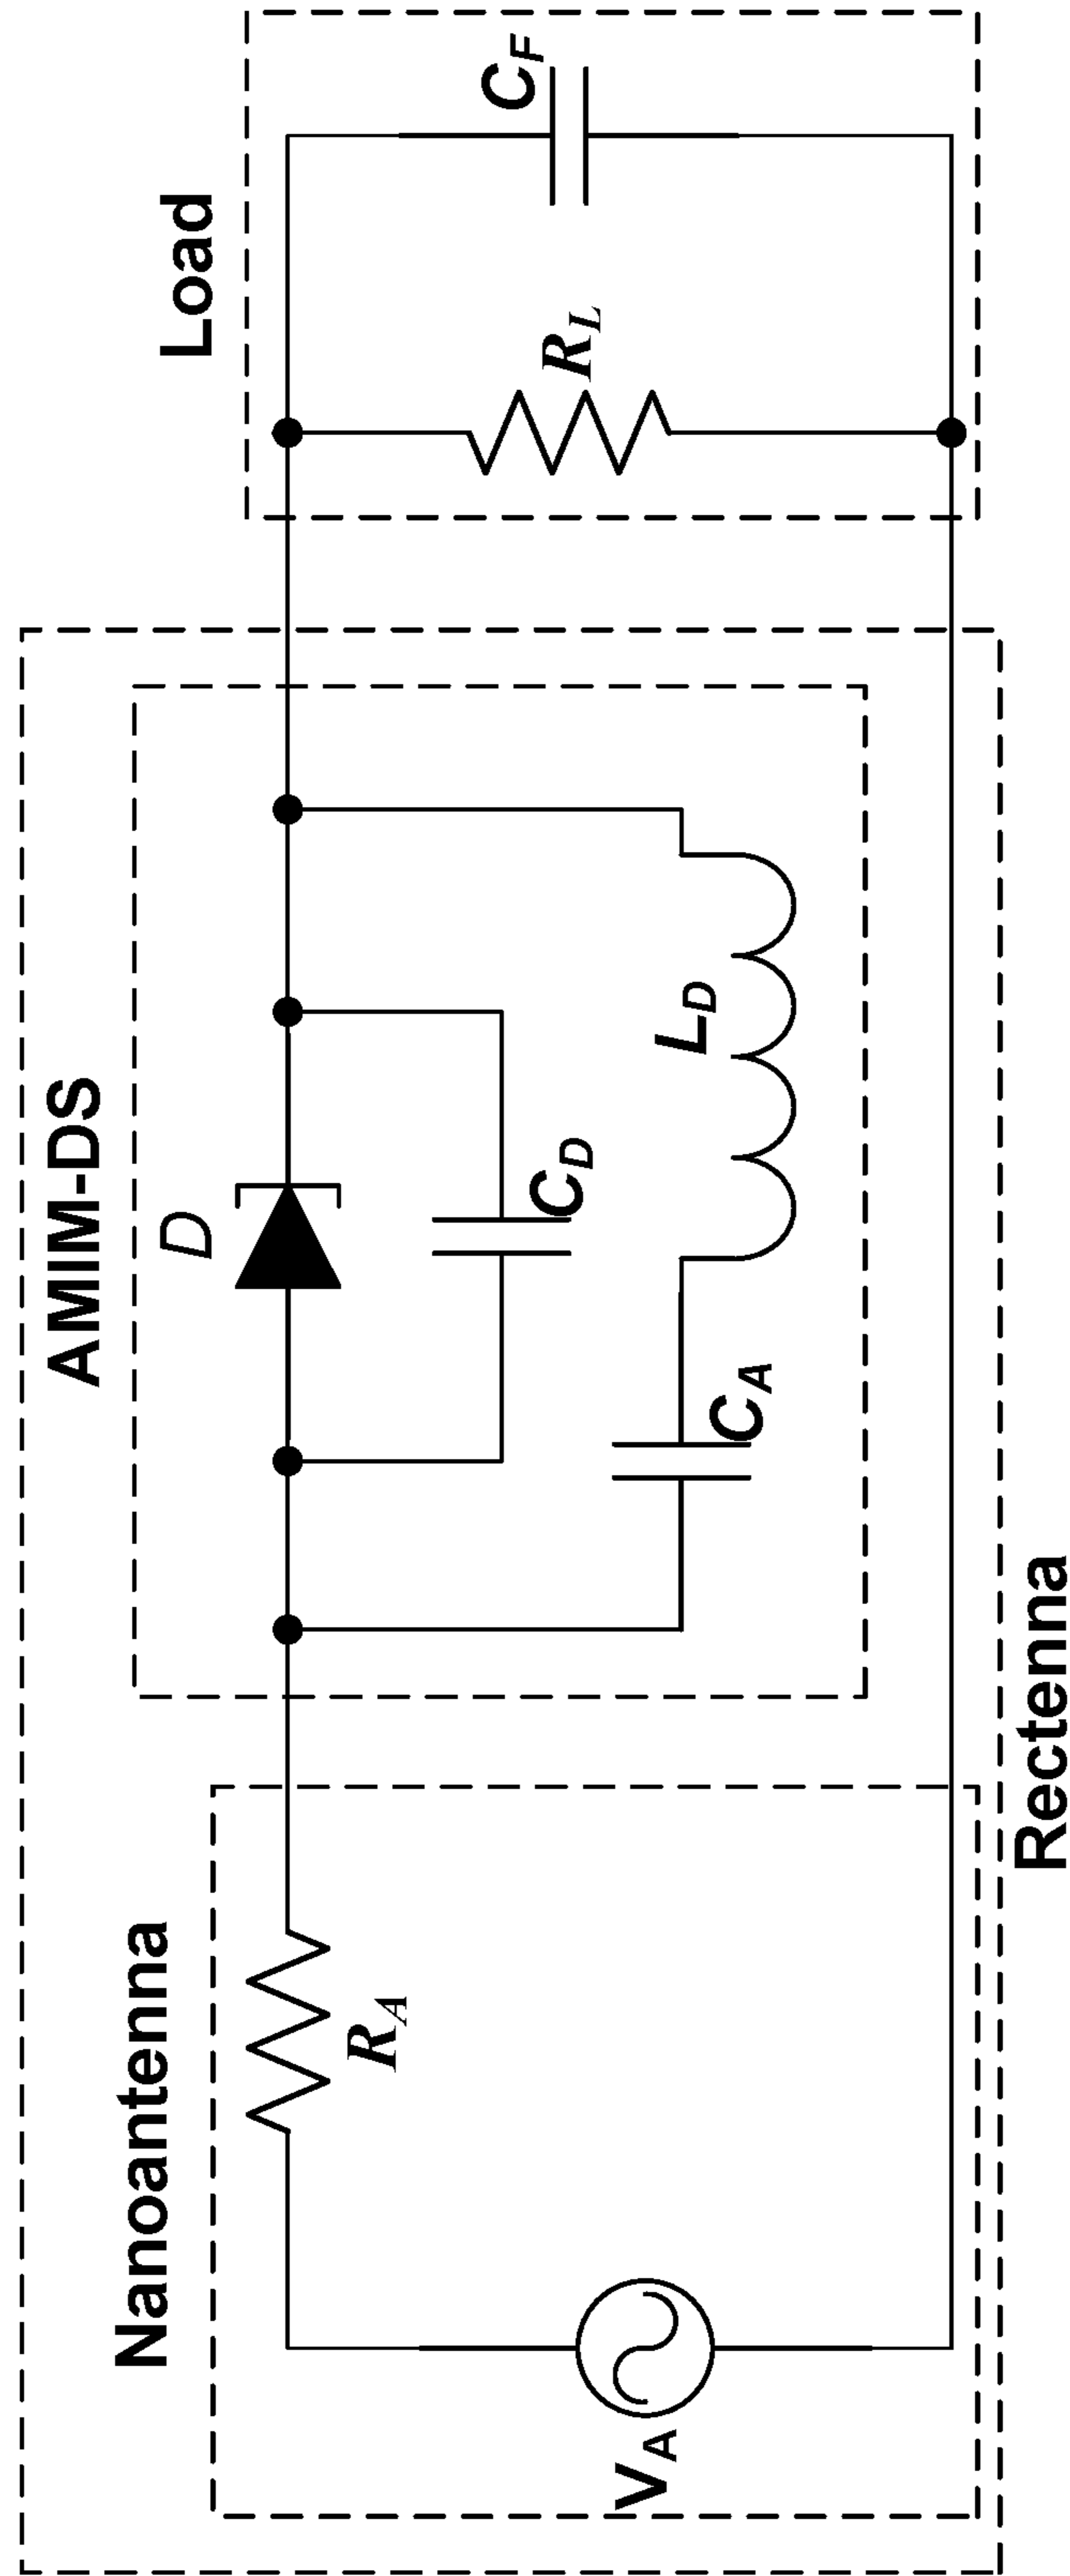 Nanoantenna
AMIM-DS
Load
D
R_A
C_D
R_L
C_F
C_A
L_D
V_A
Rectenna